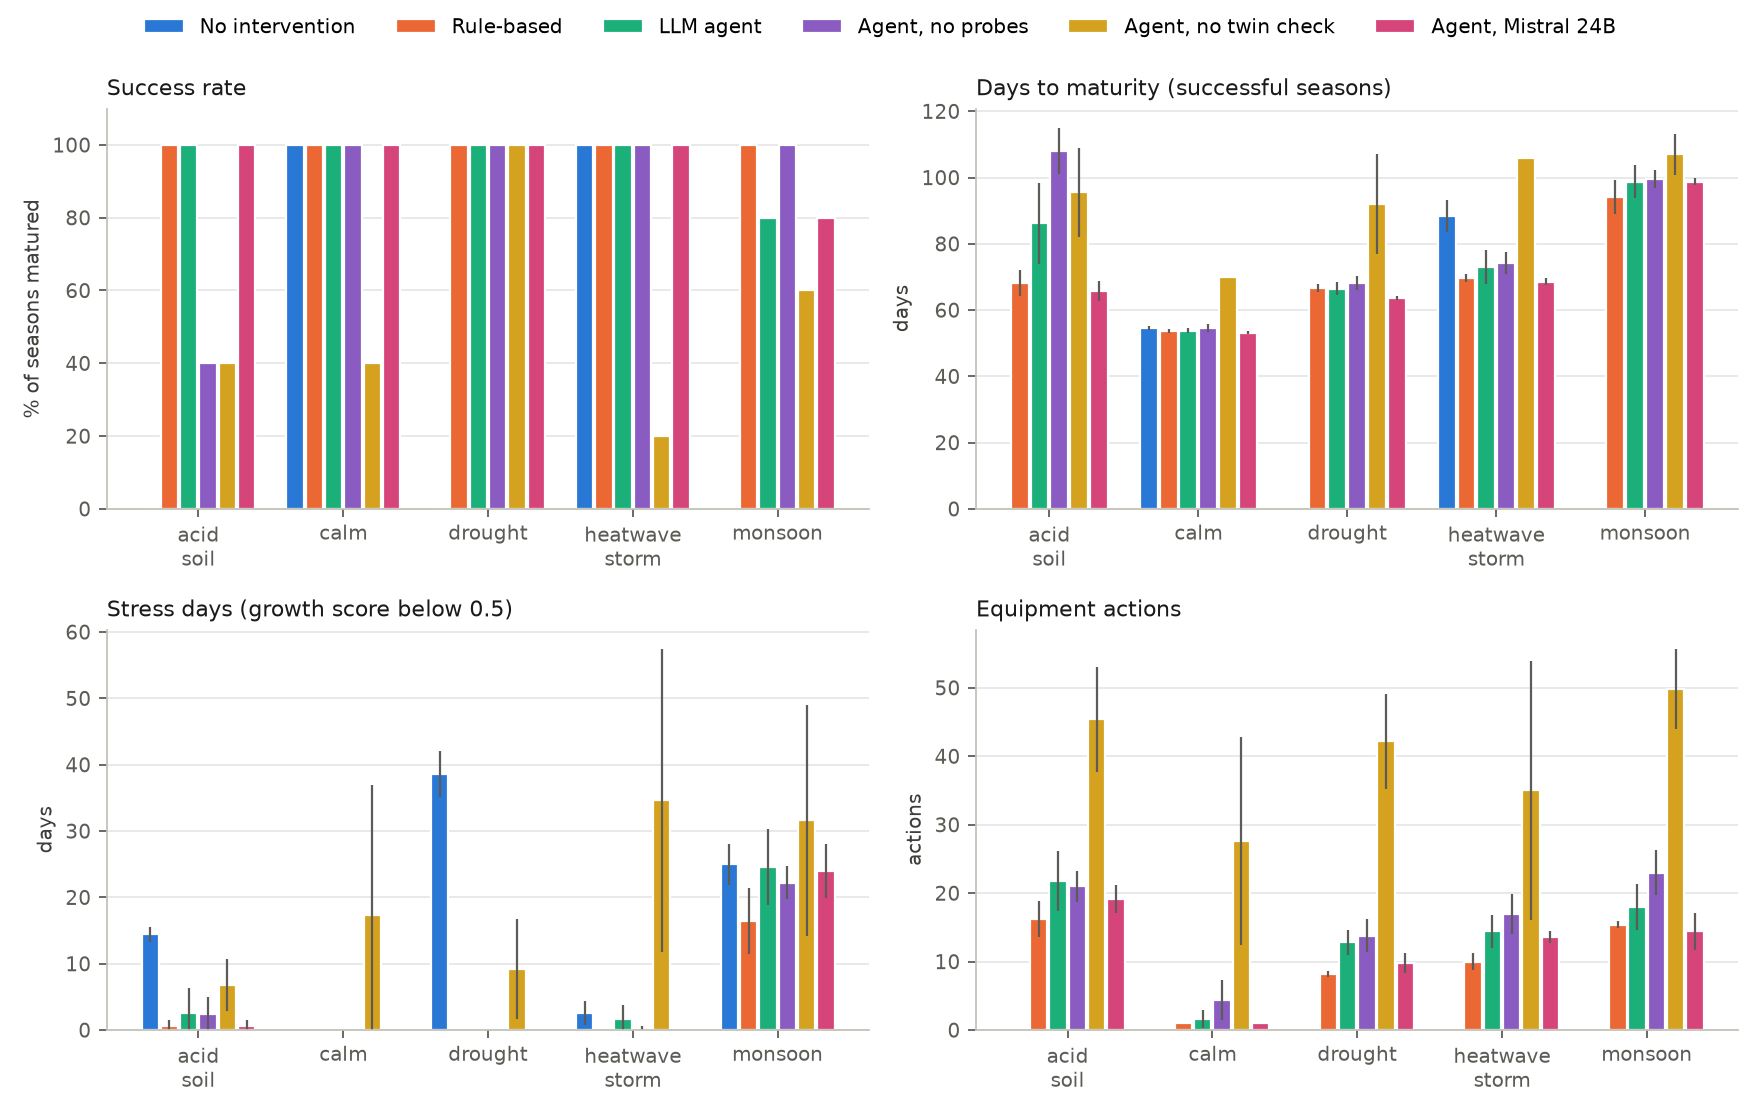 No intervention Rule-based LLM agent Agent, no probes Agent, no twin check Agent, Mistral 24B
Success rate
% of seasons matured
100
80
60
40
20
0
acid soil
calm
drought
heatwave storm
monsoon
Days to maturity (successful seasons)
days
120
100
80
60
40
20
0
acid soil
calm
drought
heatwave storm
monsoon
Stress days (growth score below 0.5)
days
60
50
40
30
20
10
0
acid soil
calm
drought
heatwave storm
monsoon
Equipment actions
actions
50
40
30
20
10
0
acid soil
calm
drought
heatwave storm
monsoon